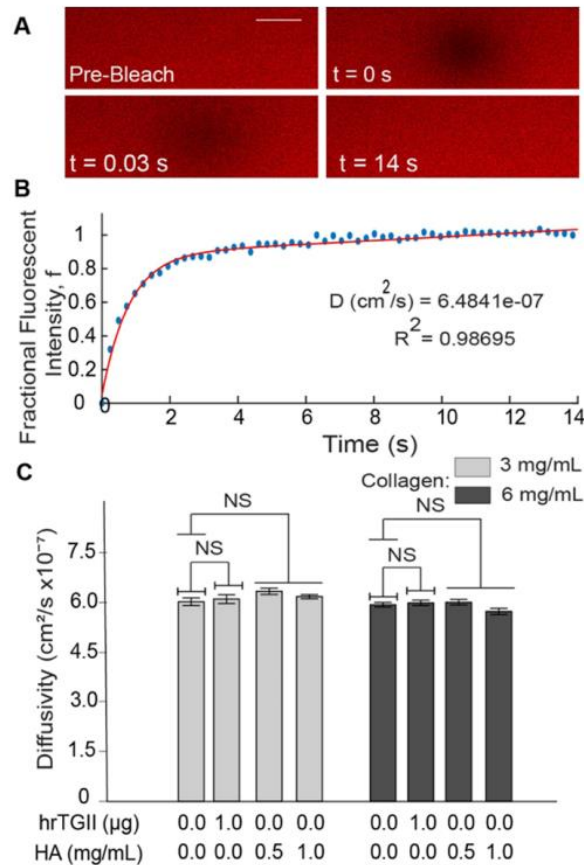 A
Pre-Bleach
t = 0 s
t = 0.03 s
t = 14 s
B
Fractional Fluorescent
Intensity, f
1
0.8
0.6
0.4
0.2
0
D (cm²/s) = 6.4841e-07
R² = 0.98695
0 2 4 6 8 10 12 14
Time (s)
C
Collagen:
3 mg/mL
6 mg/mL
NS
NS
NS
NS
Diffusivity (cm²/s x10⁻⁷)
7.5
6.0
4.5
3.0
1.5
0
hrTGII (µg) 0.0 1.0 0.0 0.0 0.0 1.0 0.0 0.0
HA (mg/mL) 0.0 0.0 0.5 1.0 0.0 0.0 0.5 1.0